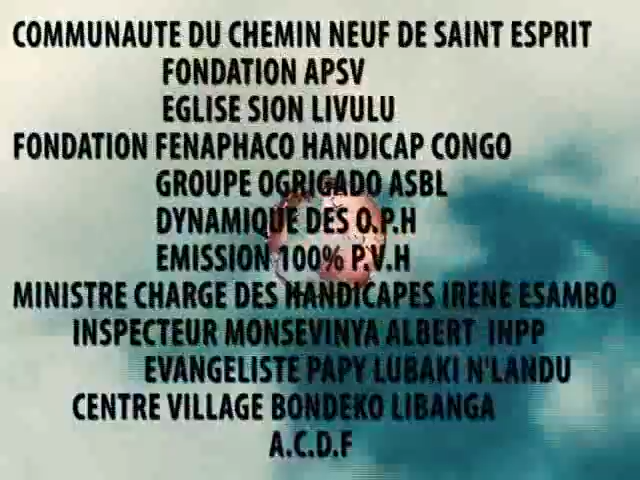 COMMUNAUTE DU CHEMIN NEUF DE SAINT ESPRIT
FONDATION APSV
EGLISE SION LIVULU
FONDATION FENAPHACO HANDICAP CONGO
GROUPE OGRIGADO ASBL
DYNAMIQUE DES O.P.H
EMISSION 100% P.V.H
MINISTRE CHARGE DES HANDICAPES IRENE ESAMBO
INSPECTEUR MONSEVINYA ALBERT INPP
EVANGELISTE PAPY LUBAKI N'LANDU
CENTRE VILLAGE BONDEKO LIBANGA
A.C.D.F